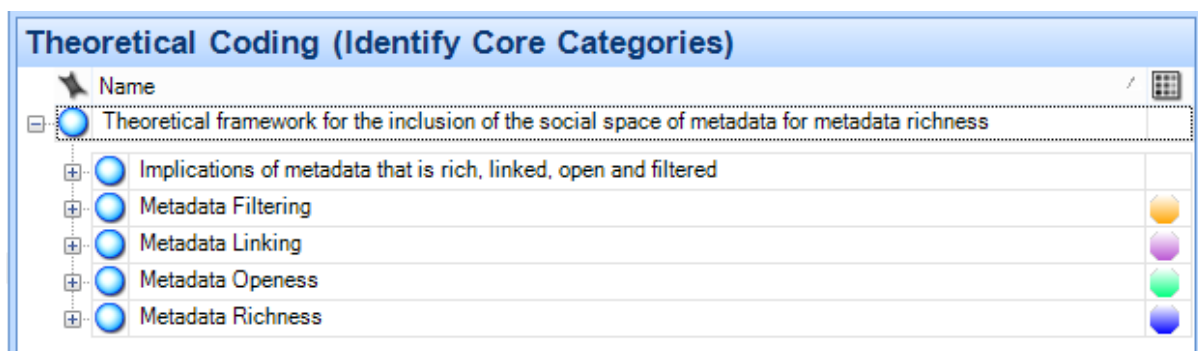 Theoretical Coding (Identify Core Categories)
Name
Theoretical framework for the inclusion of the social space of metadata for metadata richness
Implications of metadata that is rich, linked, open and filtered
Metadata Filtering
Metadata Linking
Metadata Openess
Metadata Richness